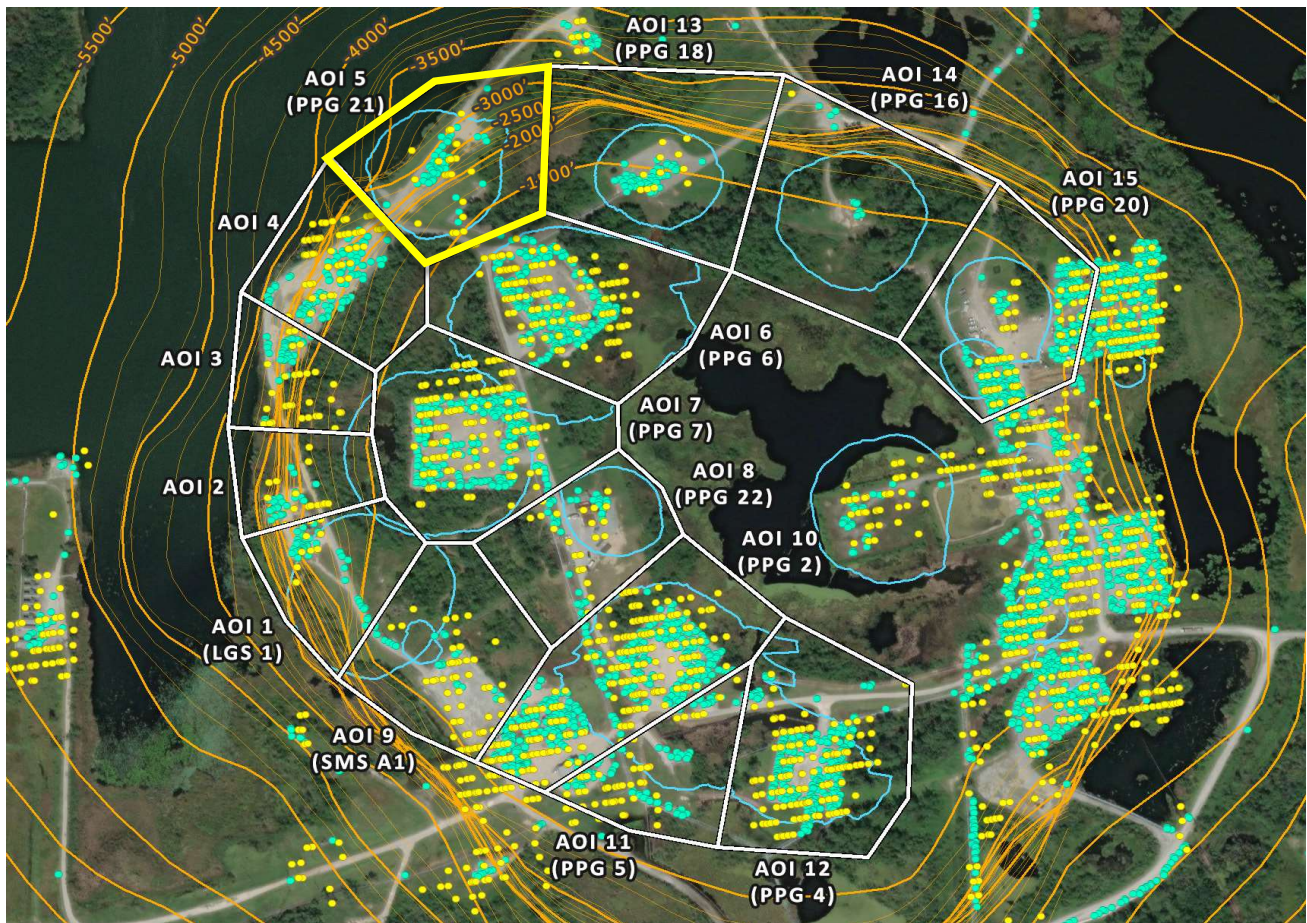 -5500'
-5000'
-4500'
-4000'
-3500'
AOI 13
(PPG 18)
AOI 5
(PPG 21)
AOI 14
(PPG 16)
-3000'
-2500'
-2000'
AOI 15
(PPG 20)
AOI 4
AOI 3
AOI 6
(PPG 6)
AOI 7
(PPG 7)
AOI 2
AOI 8
(PPG 22)
AOI 10
(PPG 2)
AOI 1
(LGS 1)
AOI 9
(SMS A1)
AOI 11
(PPG 5)
AOI 12
(PPG 4)